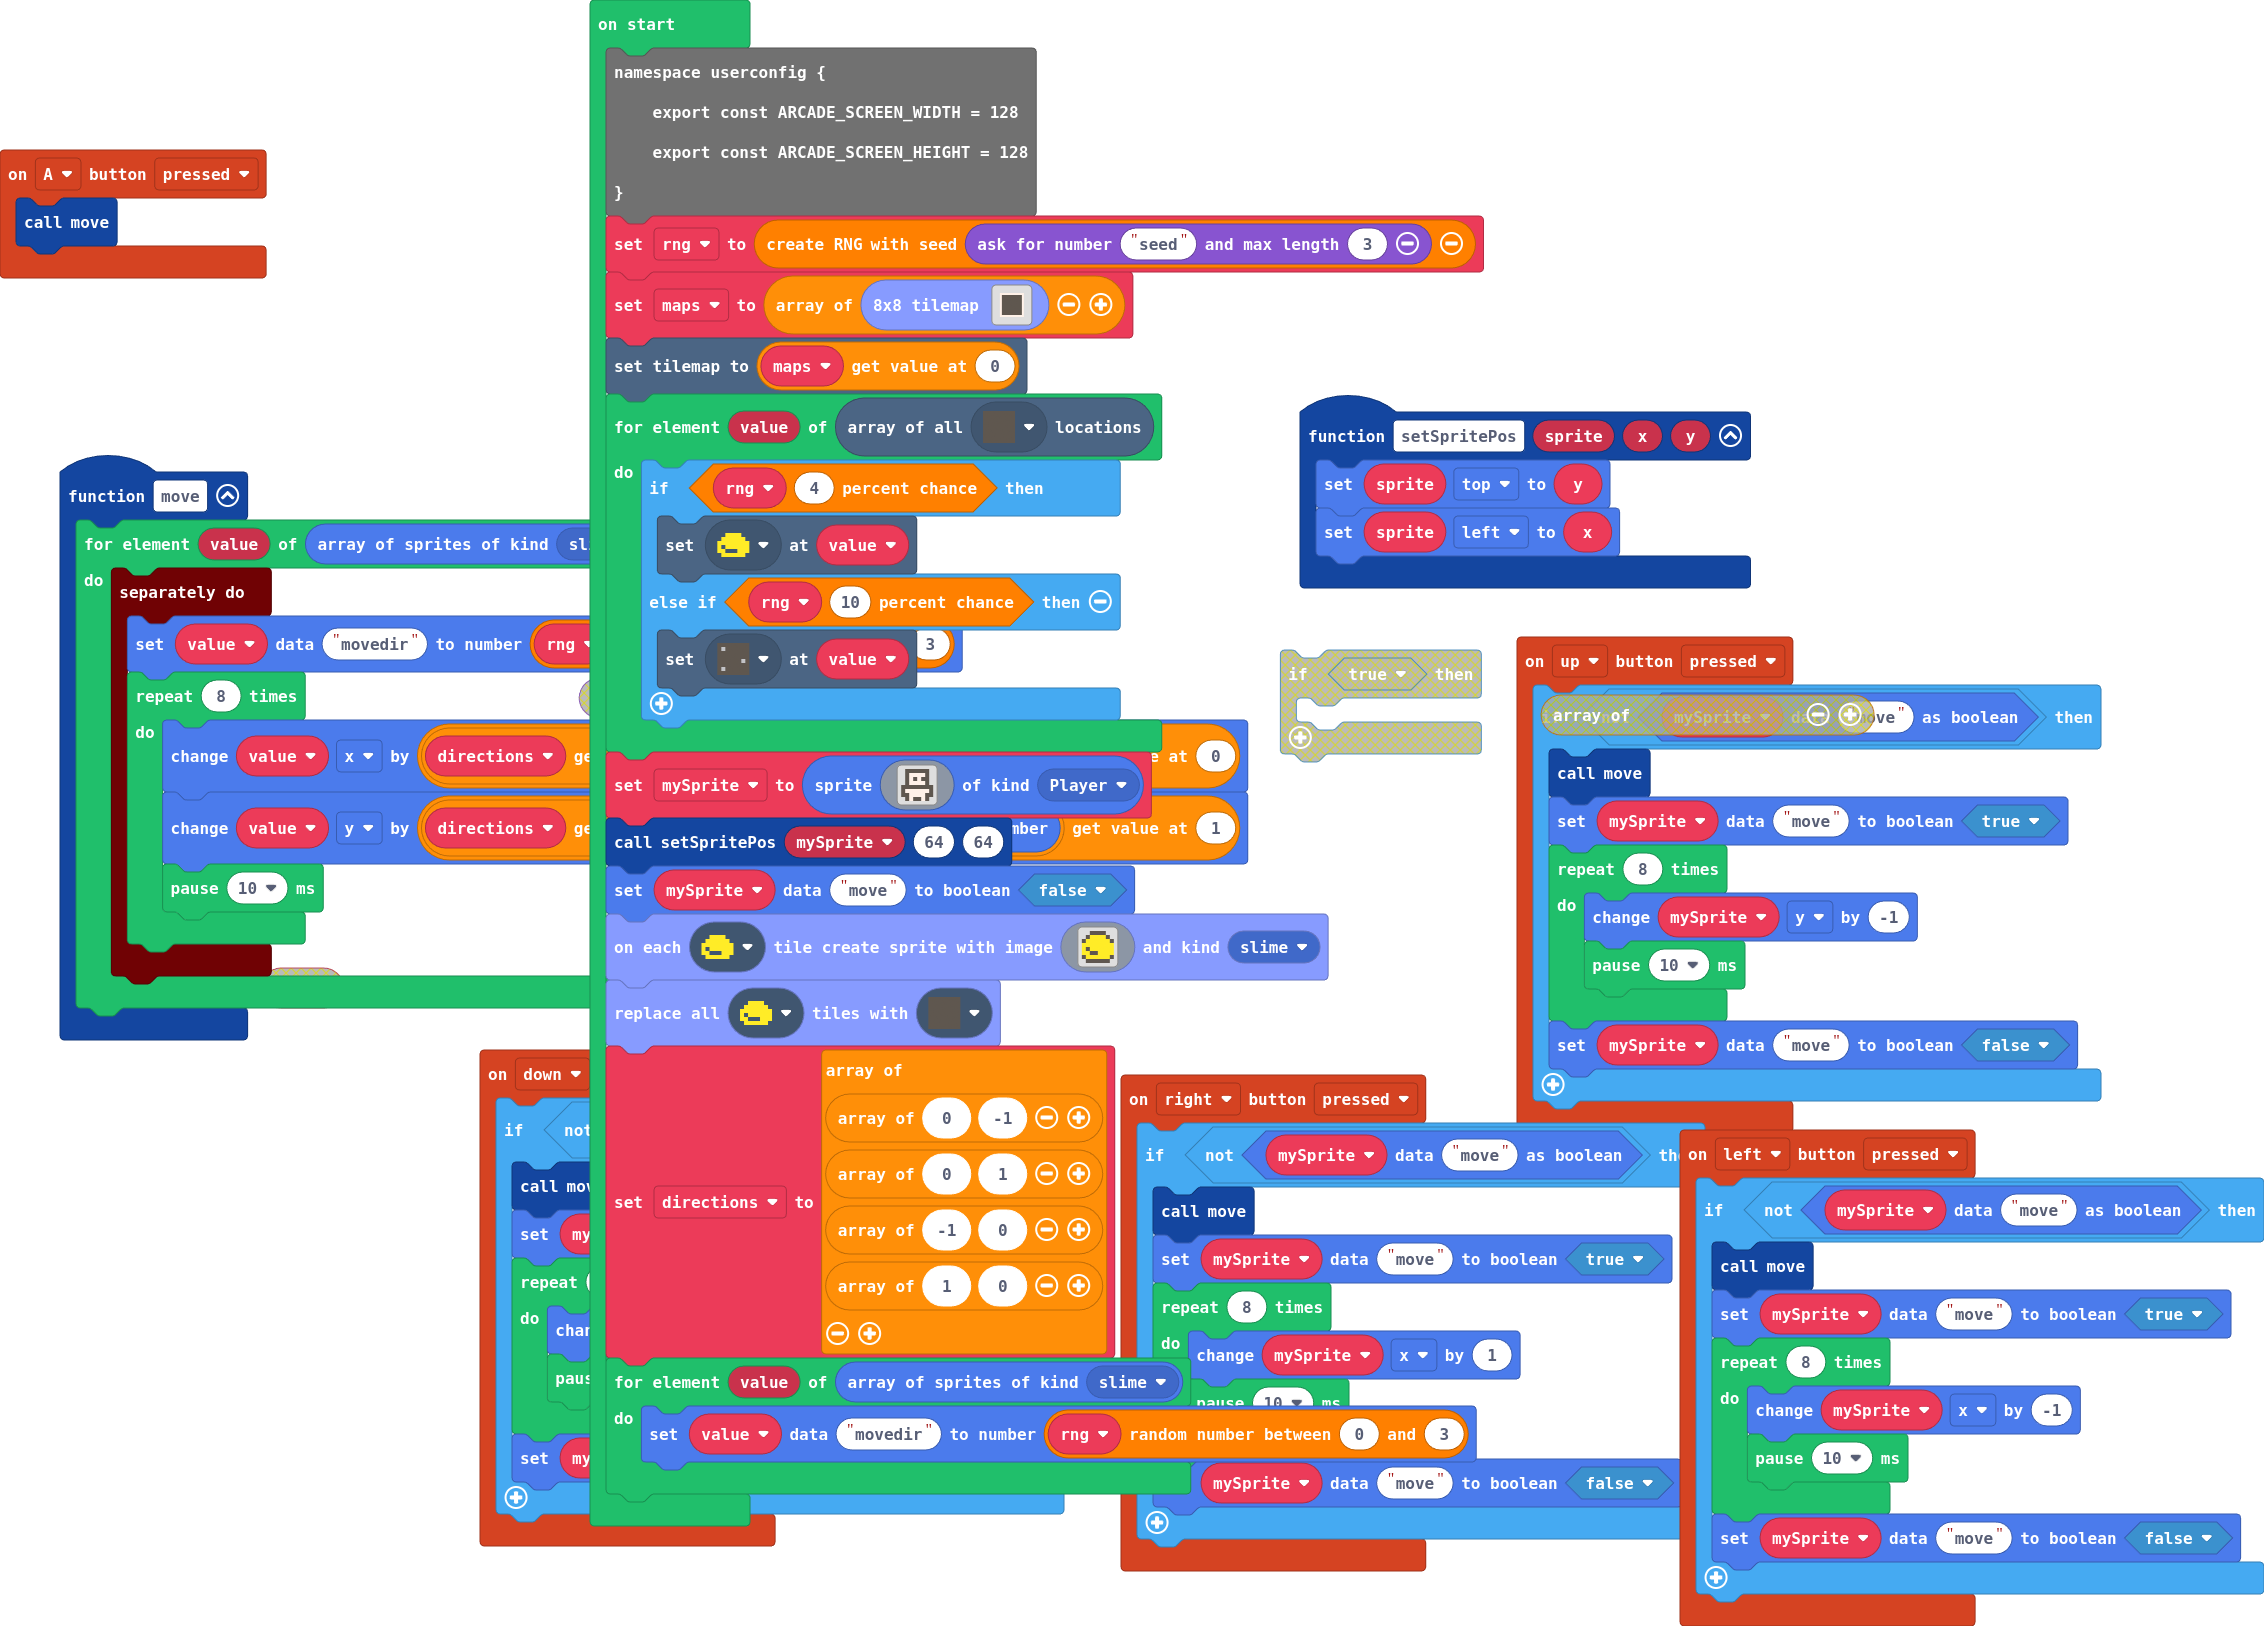 on start
namespace userconfig {
export const ARCADE_SCREEN_WIDTH = 128
export const ARCADE_SCREEN_HEIGHT = 128
}
set rng to create RNG with seed ask for number "seed" and max length 3
set maps to array of 8x8 tilemap
set tilemap to maps get value at 0
for element value of array of all locations
do
if rng 4 percent chance then
set at value
else if rng 10 percent chance then
set at value
set mySprite to sprite of kind Player
call setSpritePos mySprite 64 64
set mySprite data "move" to boolean false
on each tile create sprite with image and kind slime
replace all tiles with
set directions to
array of
array of 0 -1
array of 0 1
array of -1 0
array of 1 0
for element value of array of sprites of kind slime
do
set value data "movedir" to number rng random number between 0 and 3
on A button pressed
call move
function move
for element value of array of sprites of kind
do
separately do
set value data "movedir" to number rng 3
repeat 8 times
do
change value x by directions at 0
change value y by directions get value at 1
pause 10 ms
function setSpritePos sprite x y
set sprite top to y
set sprite left to x
if true then
array of
on up button pressed
mySprite as boolean then
call move
set mySprite data "move" to boolean true
repeat 8 times
do
change mySprite y by -1
pause 10 ms
set mySprite data "move" to boolean false
on down
if not
call
set
repeat
do
set
on right button pressed
if not mySprite data "move" as boolean
call move
set mySprite data "move" to boolean true
repeat 8 times
do
change mySprite x by 1
pause 10 ms
mySprite data "move" to boolean false
on left button pressed
if not mySprite data "move" as boolean then
call move
set mySprite data "move" to boolean true
repeat 8 times
do
change mySprite x by -1
pause 10 ms
set mySprite data "move" to boolean false